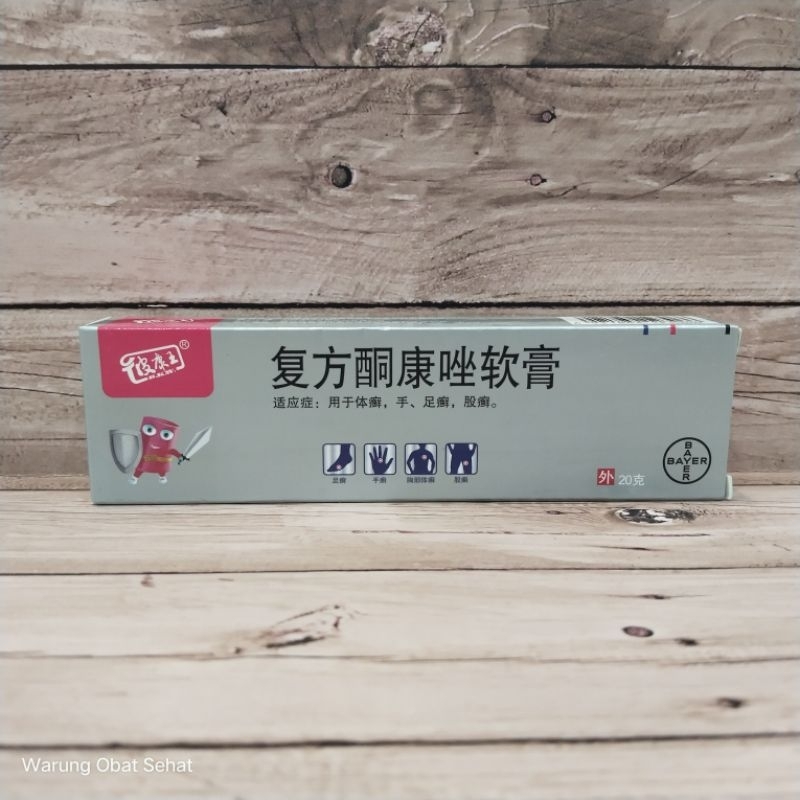 皮康王®
复方酮康唑软膏
适应症：用于体癣，手、足癣，股癣。
足癣 手癣 胸部体癣 股癣
外 20克
BAYER
BAYER
Warung Obat Sehat